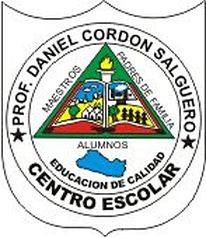 ★PROF. DANIEL CORDON SALGUERO★
MAESTROS
PADRES DE FAMILIA
ALUMNOS
EDUCACION DE CALIDAD
CENTRO ESCOLAR